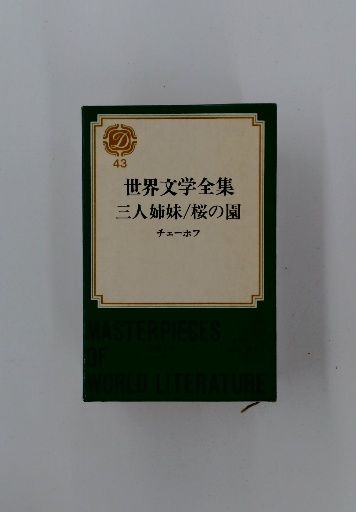 D
43
世界文学全集
三人姉妹/桜の園
チェーホフ
MASTERPIECES
OF
WORLD LITERATURE